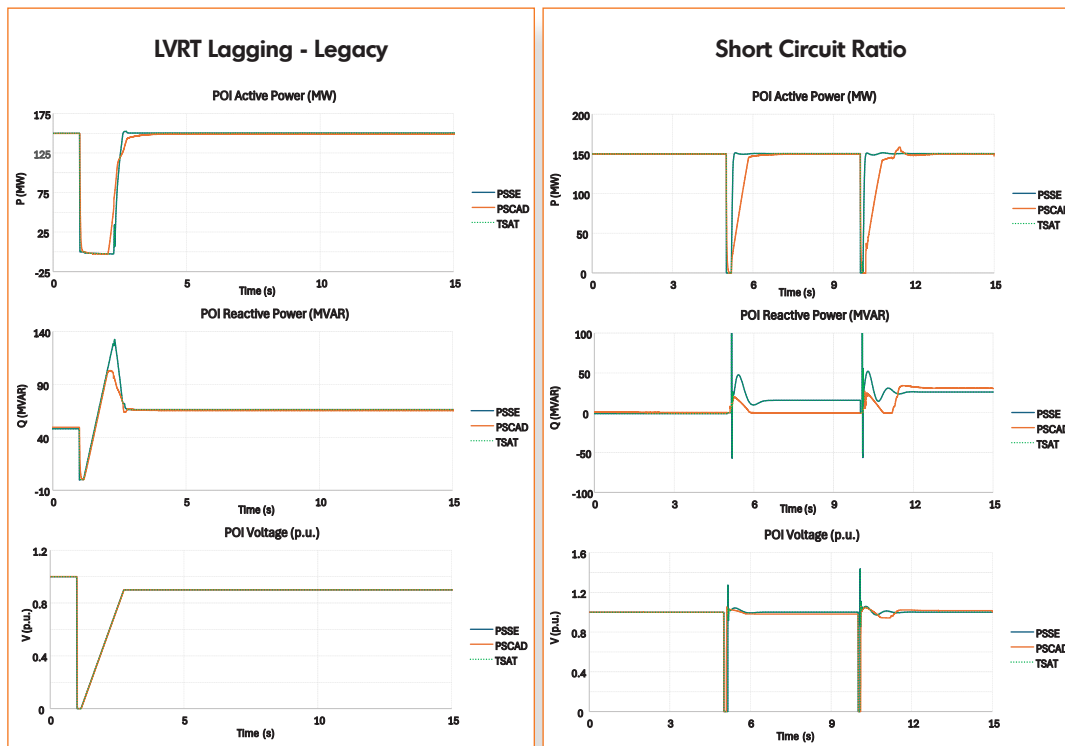 LVRT Lagging - Legacy
POI Active Power (MW)
175
125
75
25
-25
P (MW)
0
5
10
15
Time (s)
PSSE
PSCAD
TSAT
POI Reactive Power (MVAR)
140
90
40
-10
Q (MVAR)
0
5
10
15
Time (s)
PSSE
PSCAD
TSAT
POI Voltage (p.u.)
1.2
0.8
0.4
0
V (p.u.)
0
5
10
15
Time (s)
PSSE
PSCAD
TSAT
Short Circuit Ratio
POI Active Power (MW)
200
150
100
50
0
P (MW)
0
3
6
9
12
15
Time (s)
PSSE
PSCAD
TSAT
POI Reactive Power (MVAR)
100
50
0
-50
-100
Q (MVAR)
0
3
6
9
12
15
Time (s)
PSSE
PSCAD
TSAT
POI Voltage (p.u.)
1.6
1.2
0.8
0.4
0
V (p.u.)
0
3
6
9
12
15
Time (s)
PSSE
PSCAD
TSAT